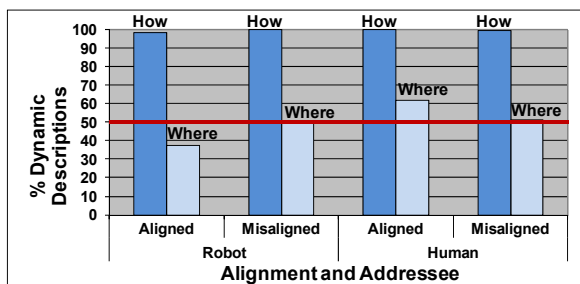 How How How How
100
90
80
70
60
50
40
30
20
10
0
% Dynamic
Descriptions
Where Where Where Where
Aligned Misaligned Aligned Misaligned
Robot Human
Alignment and Addressee